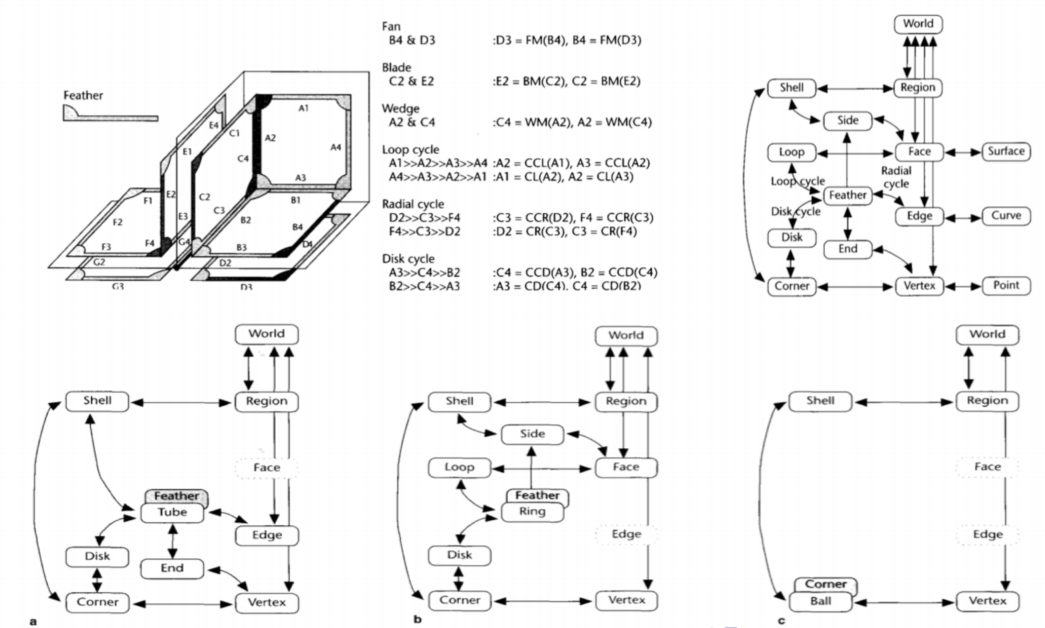 Feather
A1
A2
A3
A4
E4
C1
E1
C4
E2
C2
E3
C3
F1
F2
F3
F4
G4
G2
G3
B1
B2
B3
B4
D4
D2
D3
Fan
B4 & D3 :D3 = FM(B4), B4 = FM(D3)
Blade
C2 & E2 :E2 = BM(C2), C2 = BM(E2)
Wedge
A2 & C4 :C4 = WM(A2), A2 = WM(C4)
Loop cycle
A1>>A2>>A3>>A4 :A2 = CCL(A1), A3 = CCL(A2)
A4>>A3>>A2>>A1 :A1 = CL(A2), A2 = CL(A3)
Radial cycle
D2>>C3>>F4 :C3 = CCR(D2), F4 = CCR(C3)
F4>>C3>>D2 :D2 = CR(C3), C3 = CR(F4)
Disk cycle
A3>>C4>>B2 :C4 = CCD(A3), B2 = CCD(C4)
B2>>C4>>A3 :A3 = CD(C4), C4 = CD(B2)
World
Shell Region
Side
Loop Face Surface
Loop cycle Radial
cycle
Feather
Disk cycle
Edge Curve
Disk
End
Corner Vertex Point
World
Shell Region
Face
Feather
Tube
Edge
Disk
End
Corner Vertex
a
World
Shell Region
Side
Loop Face
Feather
Ring
Edge
Disk
Corner Vertex
b
World
Shell Region
Face
Edge
Corner
Ball Vertex
c